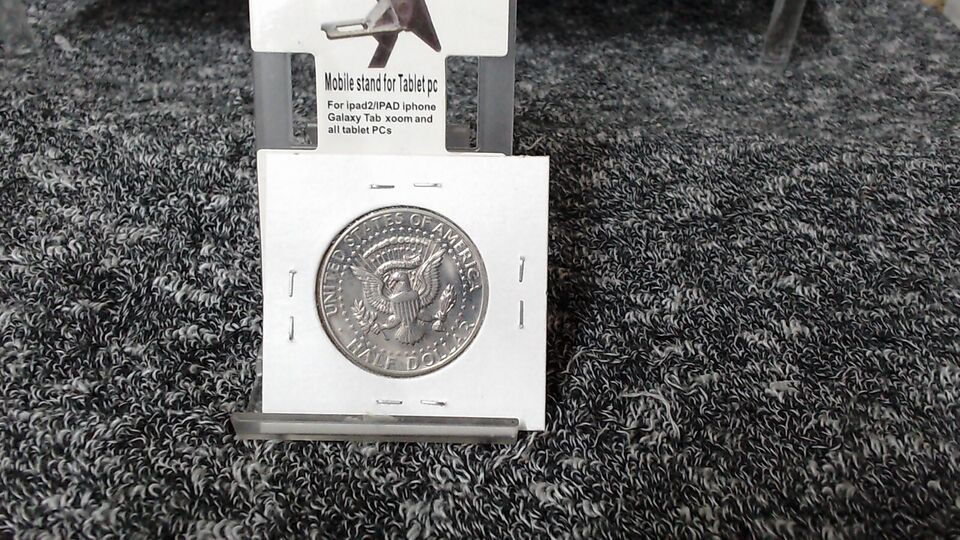 Mobile stand for Tablet pc
For ipad2/IPAD iphone
Galaxy Tab xoom and
all tablet PCs
UNITED STATES OF AMERICA
HALF DOLLAR